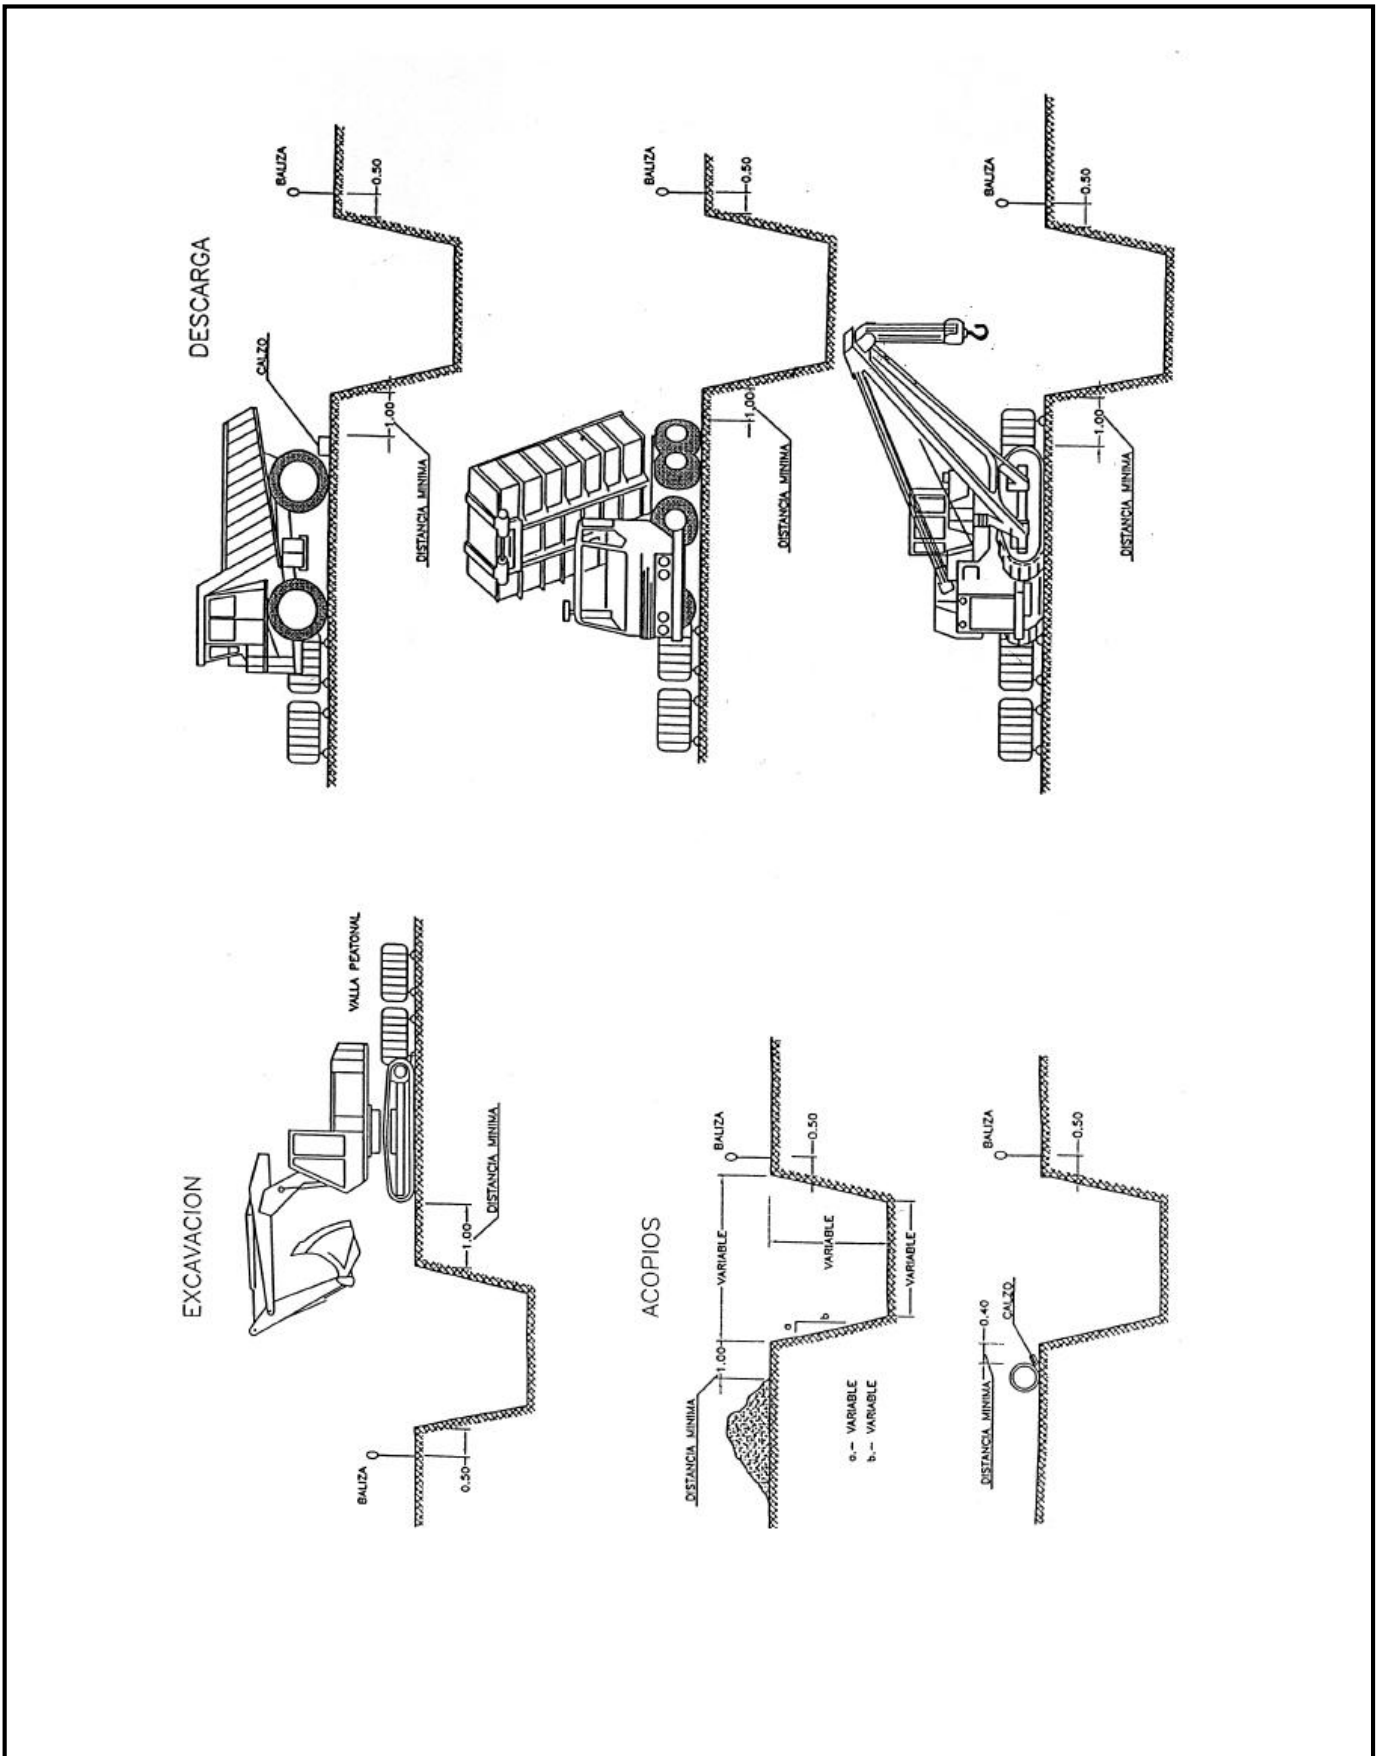 EXCAVACION
VALLA PEATONAL
BALIZA
0.50
1.00
DISTANCIA MINIMA
ACOPIOS
DISTANCIA MINIMA
BALIZA
1.00
VARIABLE
a
b
0.50
VARIABLE
a.- VARIABLE
b.- VARIABLE
VARIABLE
DISTANCIA MINIMA
0.40
BALIZA
CALZO
0.50
DESCARGA
CALZO
BALIZA
1.00
0.50
DISTANCIA MINIMA
BALIZA
1.00
0.50
DISTANCIA MINIMA
BALIZA
1.00
0.50
DISTANCIA MINIMA